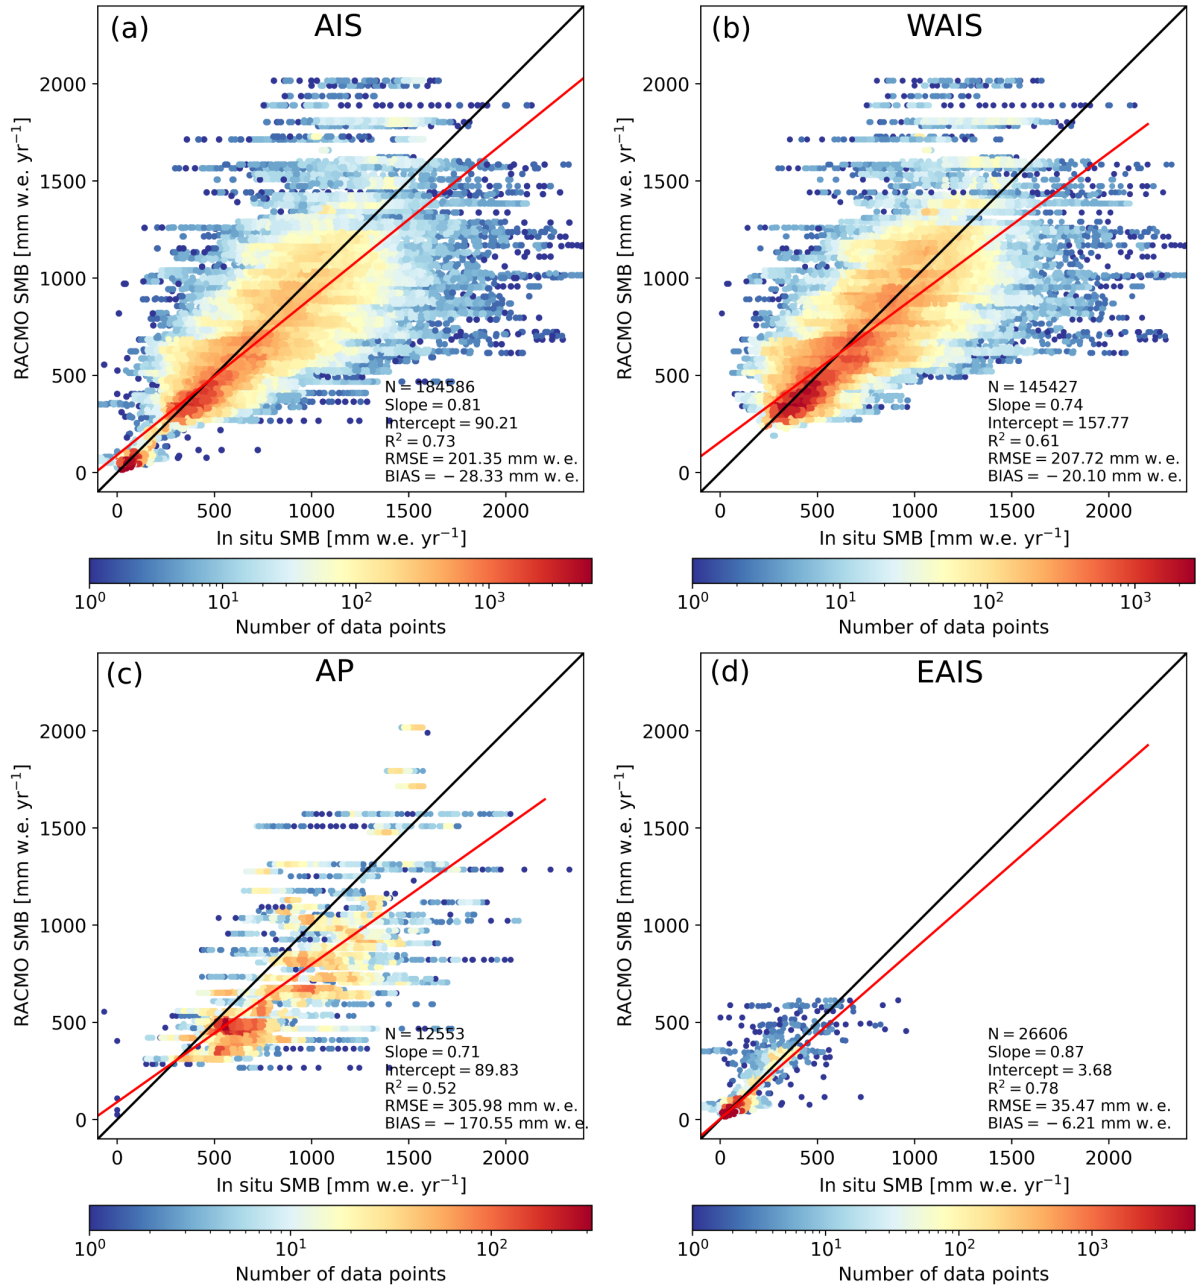 (a) AIS
2000
1500
1000
500
0
RACMO SMB [mm w.e. yr⁻¹]
N = 184586
Slope = 0.81
Intercept = 90.21
R² = 0.73
RMSE = 201.35 mm w. e.
BIAS = −28.33 mm w. e.
0 500 1000 1500 2000
In situ SMB [mm w.e. yr⁻¹]
10⁰ 10¹ 10² 10³
Number of data points
(b) WAIS
2000
1500
1000
500
0
RACMO SMB [mm w.e. yr⁻¹]
N = 145427
Slope = 0.74
Intercept = 157.77
R² = 0.61
RMSE = 207.72 mm w. e.
BIAS = −20.10 mm w. e.
0 500 1000 1500 2000
In situ SMB [mm w.e. yr⁻¹]
10⁰ 10¹ 10² 10³
Number of data points
(c) AP
2000
1500
1000
500
0
RACMO SMB [mm w.e. yr⁻¹]
N = 12553
Slope = 0.71
Intercept = 89.83
R² = 0.52
RMSE = 305.98 mm w. e.
BIAS = −170.55 mm w. e.
0 500 1000 1500 2000
In situ SMB [mm w.e. yr⁻¹]
10⁰ 10¹ 10²
Number of data points
(d) EAIS
2000
1500
1000
500
0
RACMO SMB [mm w.e. yr⁻¹]
N = 26606
Slope = 0.87
Intercept = 3.68
R² = 0.78
RMSE = 35.47 mm w. e.
BIAS = −6.21 mm w. e.
0 500 1000 1500 2000
In situ SMB [mm w.e. yr⁻¹]
10⁰ 10¹ 10² 10³
Number of data points